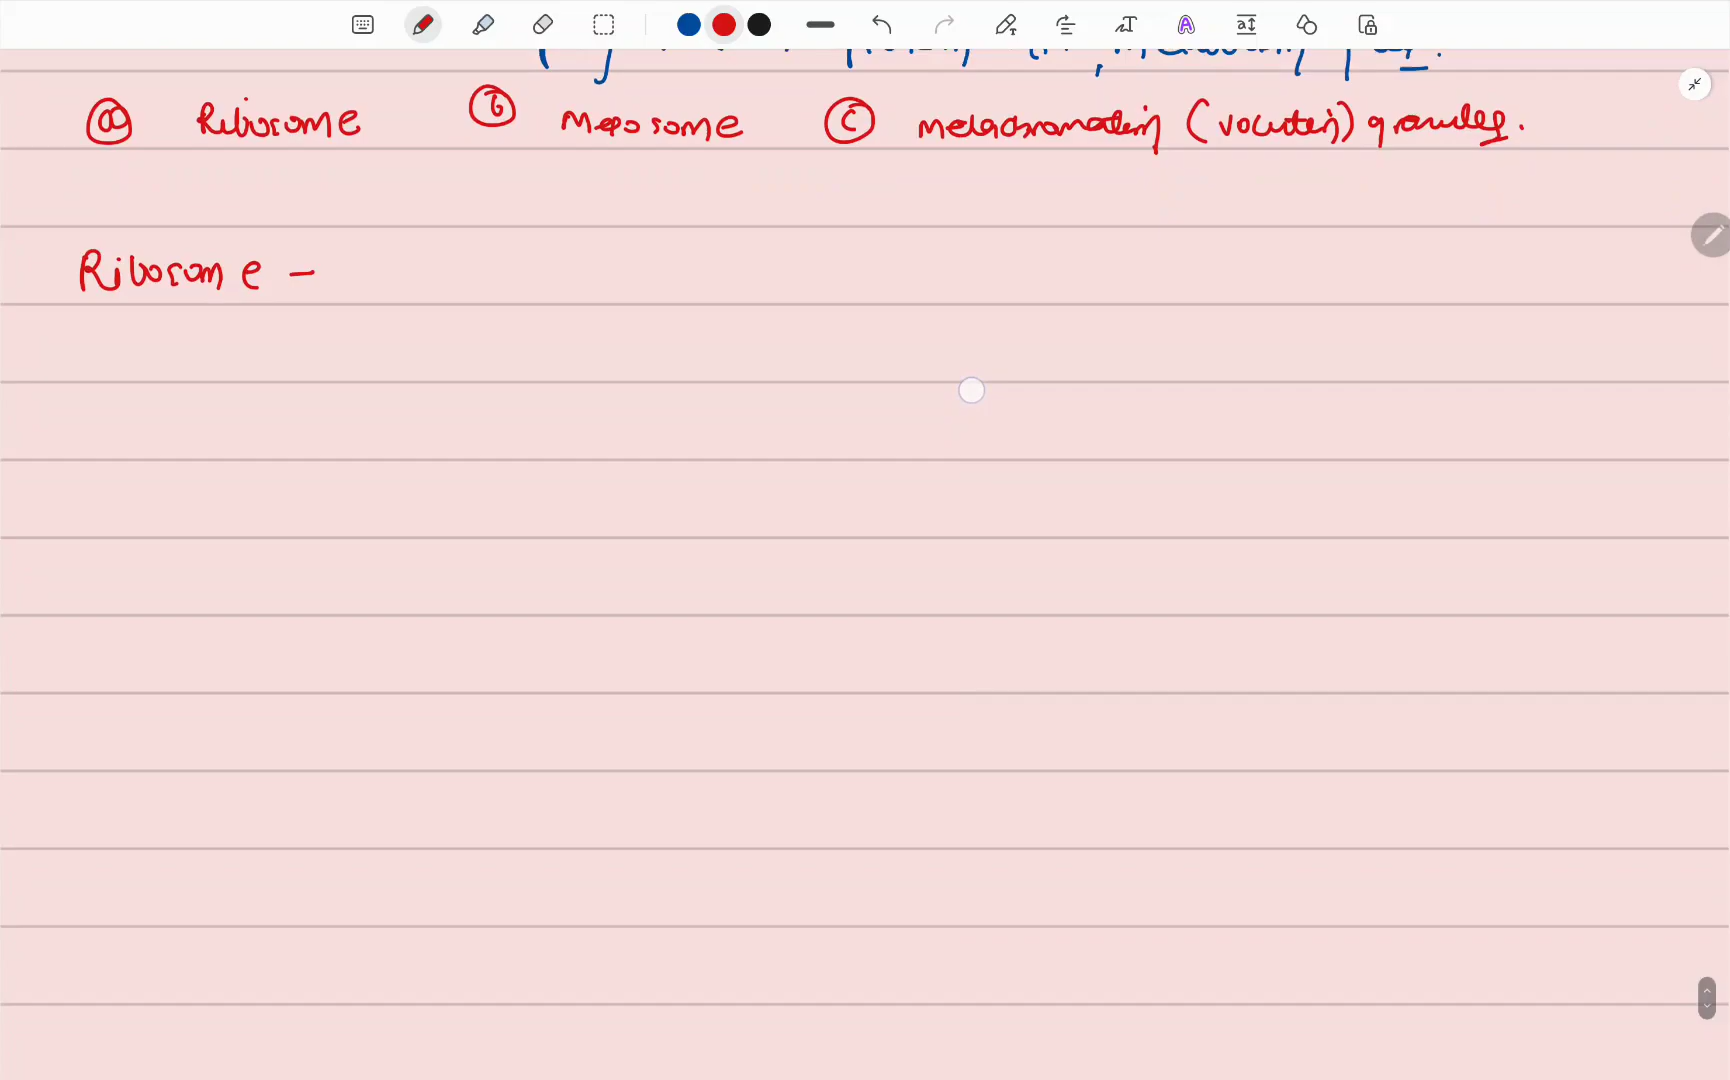 ⓐ Ribosome ⓑ Mesosome ⓒ metachromatin (volutin) granules.
Ribosome –